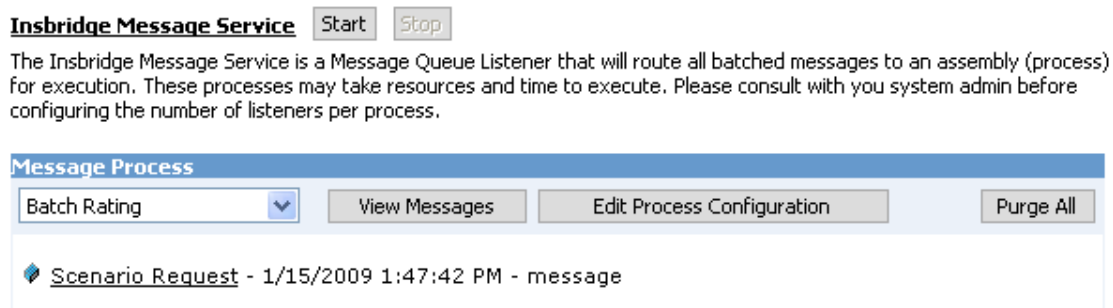 Insbridge Message Service Start Stop
The Insbridge Message Service is a Message Queue Listener that will route all batched messages to an assembly (process)
for execution. These processes may take resources and time to execute. Please consult with you system admin before
configuring the number of listeners per process.
Message Process
Batch Rating View Messages Edit Process Configuration Purge All
Scenario Request - 1/15/2009 1:47:42 PM - message